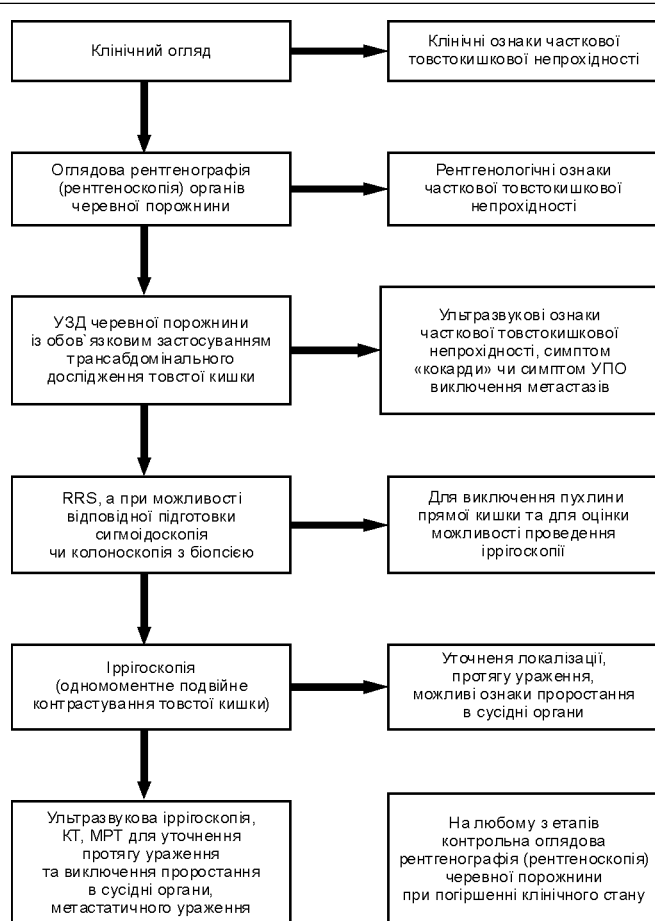 Клінічний огляд
Клінічні ознаки часткової
товстокишкової непрохідності
Оглядова рентгенографія
(рентгеноскопія) органів
черевної порожнини
Рентгенологічні ознаки
часткової товстокишкової
непрохідності
УЗД черевної порожнини
із обов`язковим застосуванням
трансабдомінального
дослідження товстої кишки
Ультразвукові ознаки
часткової товстокишкової
непрохідності, симптом
«кокарди» чи симптом УПО
виключення метастазів
RRS, а при можливості
відповідної підготовки
сигмоідоскопія
чи колоноскопія з біопсією
Для виключення пухлини
прямої кишки та для оцінки
можливості проведення
іррігоскопії
Іррігоскопія
(одномоментне подвійне
контрастування товстої кишки)
Уточненя локалізації,
протягу ураження,
можливі ознаки проростання
в сусідні органи
Ультразвукова іррігоскопія,
КТ, МРТ для уточнення
протягу ураження
та виключення проростання
в сусідні органи,
метастатичного ураження
На любому з етапів
контрольна оглядова
рентгенографія (рентгеноскопія)
черевної порожнини
при погіршенні клінічного стану